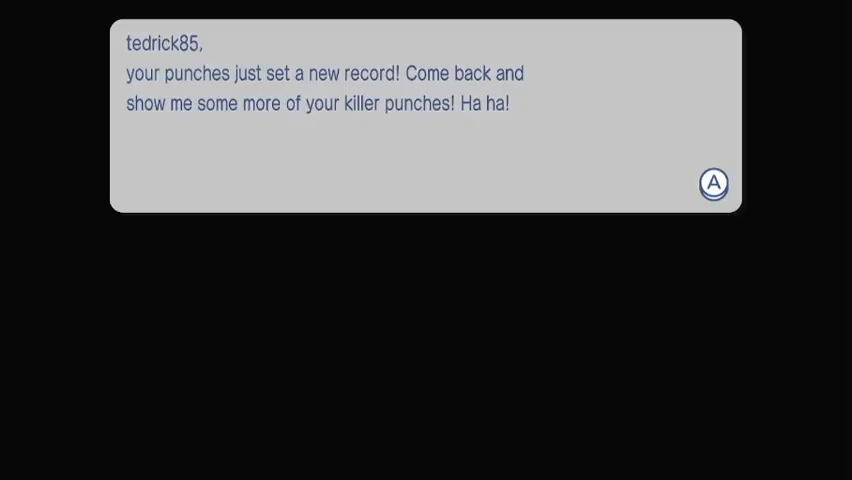 tedrick85,
your punches just set a new record! Come back and
show me some more of your killer punches! Ha ha!
A